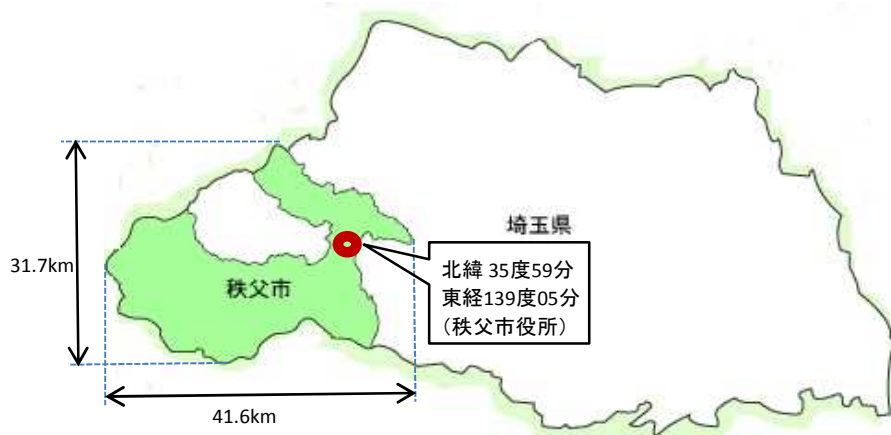 埼玉県
31.7km
北緯 35度59分
東経139度05分
（秩父市役所）
秩父市
41.6km